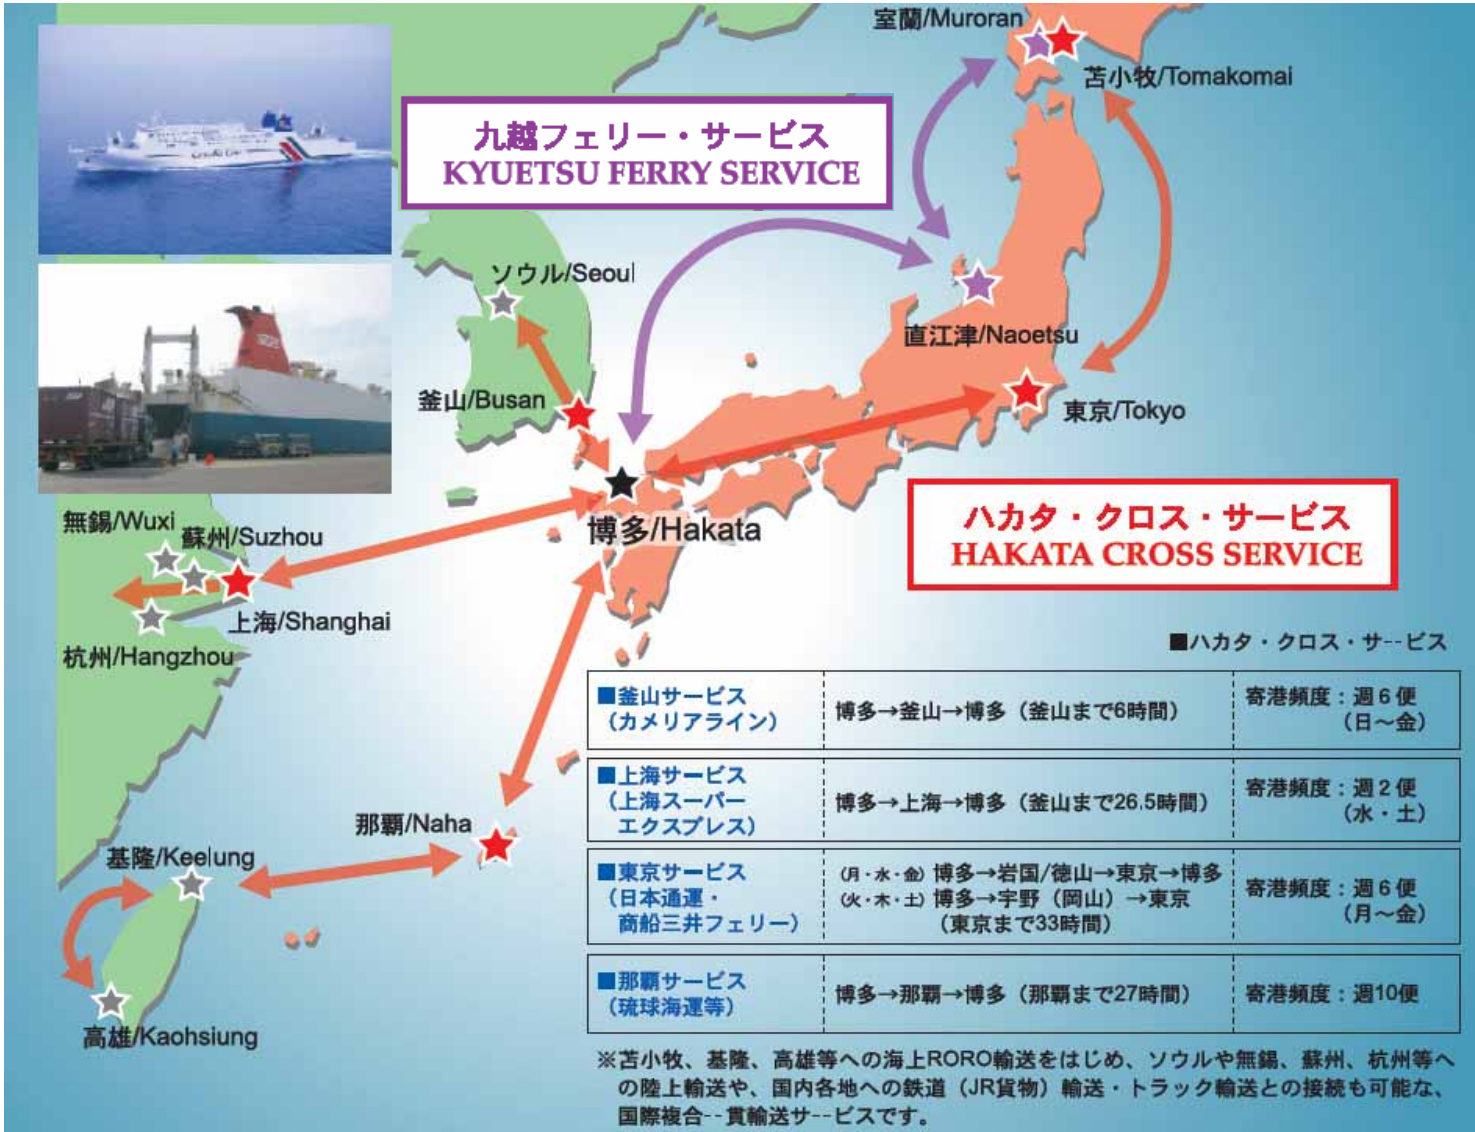 室蘭/Muroran
苫小牧/Tomakomai
九越フェリー・サービス
KYUETSU FERRY SERVICE
ソウル/Seoul
直江津/Naoetsu
釜山/Busan
東京/Tokyo
無錫/Wuxi
蘇州/Suzhou
博多/Hakata
ハカタ・クロス・サービス
HAKATA CROSS SERVICE
上海/Shanghai
杭州/Hangzhou
■ハカタ・クロス・サ--ビス
■釜山サービス
(カメリアライン)
博多→釜山→博多(釜山まで6時間)
寄港頻度:週6便
(日〜金)
■上海サービス
(上海スーパー
エクスプレス)
博多→上海→博多(釜山まで26.5時間)
寄港頻度:週2便
(水・土)
那覇/Naha
基隆/Keelung
■東京サービス
(日本通運・
商船三井フェリー)
(月・水・金) 博多→岩国/徳山→東京→博多
(火・木・土) 博多→宇野(岡山)→東京
(東京まで33時間)
寄港頻度:週6便
(月〜金)
■那覇サービス
(琉球海運等)
博多→那覇→博多(那覇まで27時間)
寄港頻度:週10便
高雄/Kaohsiung
※苫小牧、基隆、高雄等への海上RORO輸送をはじめ、ソウルや無錫、蘇州、杭州等へ
の陸上輸送や、国内各地への鉄道(JR貨物)輸送・トラック輸送との接続も可能な、
国際複合--貫輸送サ--ビスです。